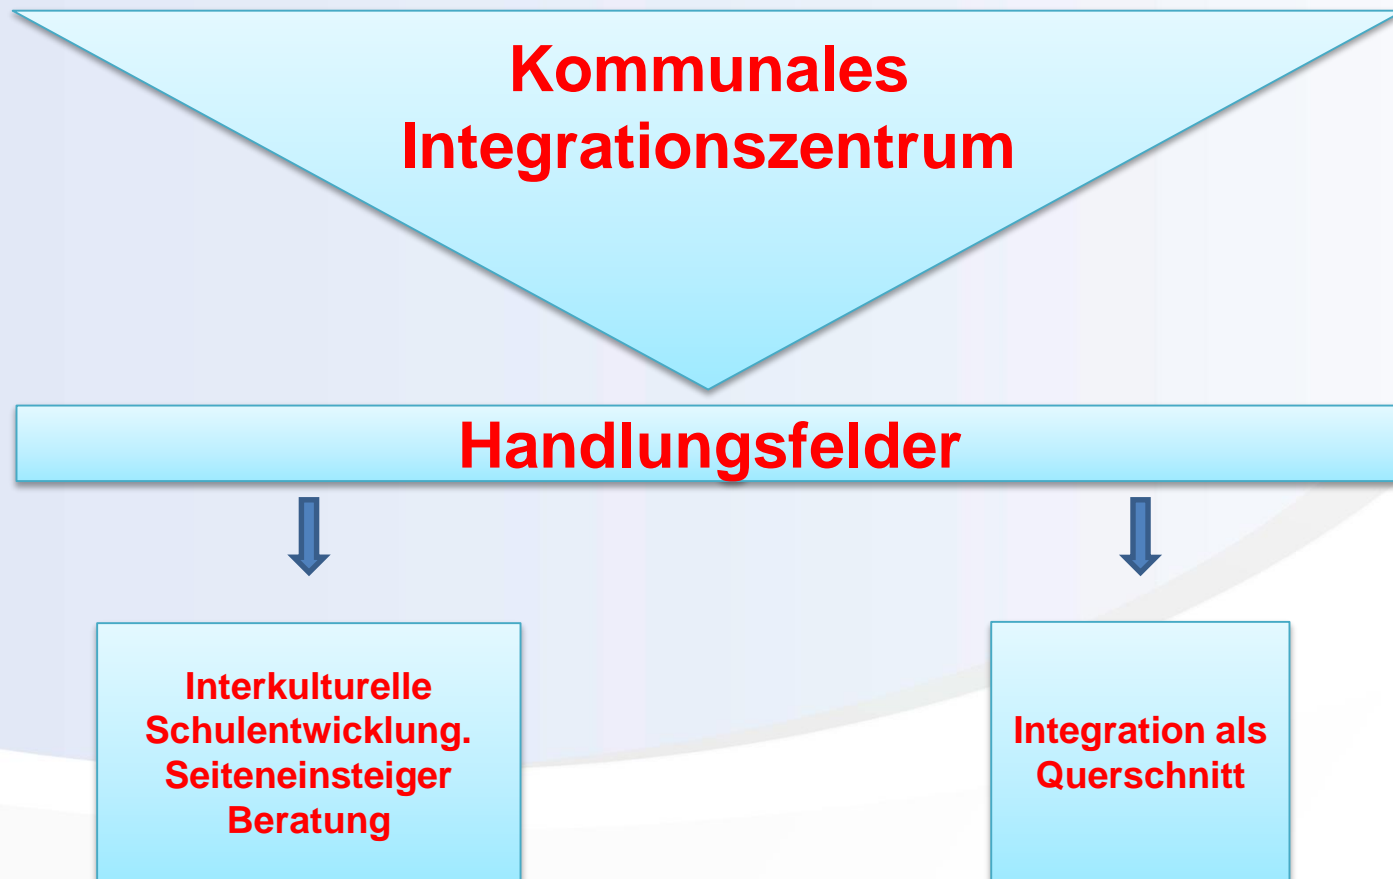 Kommunales
Integrationszentrum
Handlungsfelder
Interkulturelle
Schulentwicklung.
Seiteneinsteiger
Beratung
Integration als
Querschnitt